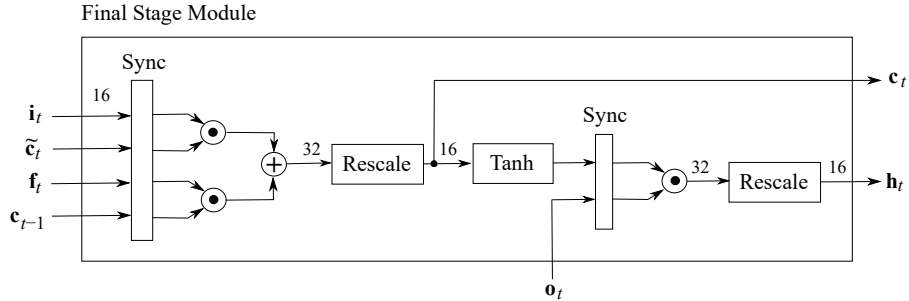 Final Stage Module
Sync
16
i_t
c̃_t
f_t
c_{t−1}
32
Rescale
16
Tanh
Sync
32
Rescale
16
c_t
h_t
o_t